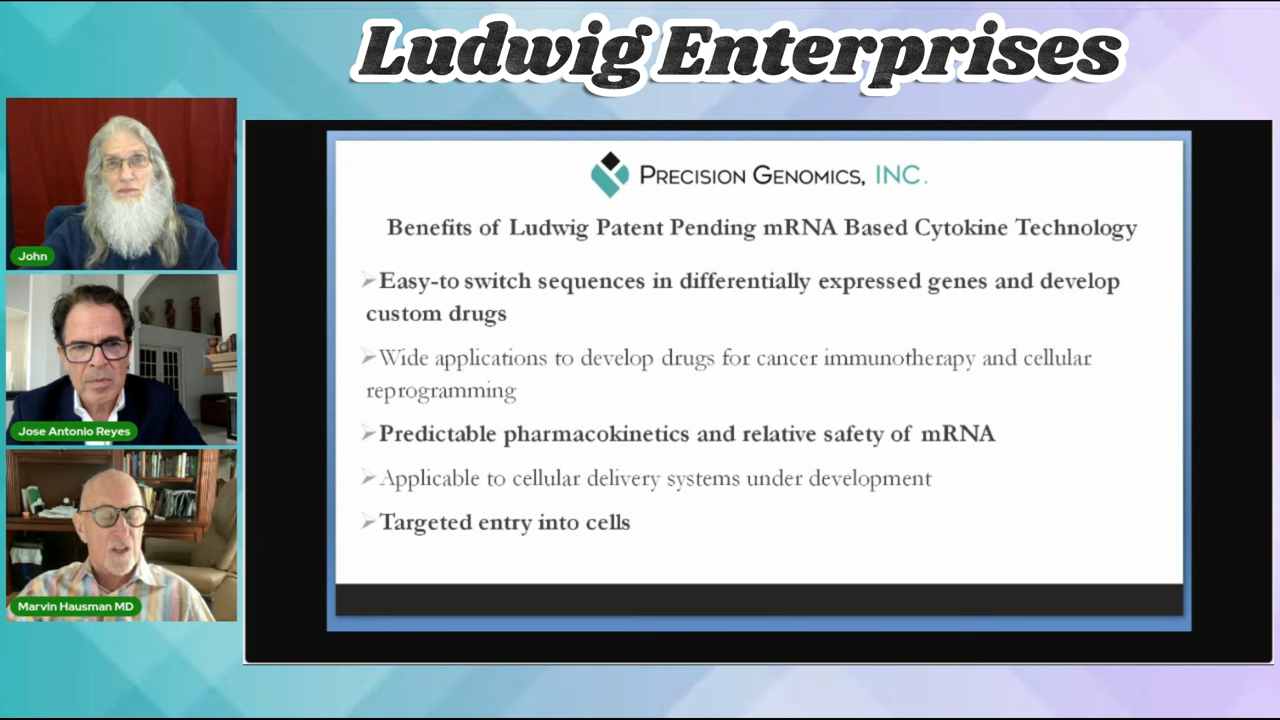 Ludwig Enterprises
John
Jose Antonio Reyes
Marvin Hausman MD
PRECISION GENOMICS, INC.
Benefits of Ludwig Patent Pending mRNA Based Cytokine Technology
➢Easy-to switch sequences in differentially expressed genes and develop
custom drugs
➢Wide applications to develop drugs for cancer immunotherapy and cellular
reprogramming
➢Predictable pharmacokinetics and relative safety of mRNA
➢Applicable to cellular delivery systems under development
➢Targeted entry into cells